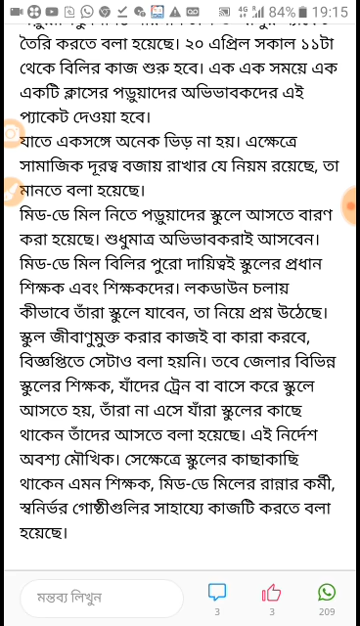 84% 19:15
তৈরি করতে বলা হয়েছে। ২০ এপ্রিল সকাল ১১টা
থেকে বিলির কাজ শুরু হবে। এক এক সময়ে এক
একটি ক্লাসের পড়ুয়াদের অভিভাবকদের এই
প্যাকেট দেওয়া হবে।
যাতে একসঙ্গে অনেক ভিড় না হয়। এক্ষেত্রে
সামাজিক দূরত্ব বজায় রাখার যে নিয়ম রয়েছে, তা
মানতে বলা হয়েছে।
মিড-ডে মিল নিতে পড়ুয়াদের স্কুলে আসতে বারণ
করা হয়েছে। শুধুমাত্র অভিভাবকরাই আসবেন।
মিড-ডে মিল বিলির পুরো দায়িত্বই স্কুলের প্রধান
শিক্ষক এবং শিক্ষকদের। লকডাউন চলায়
কীভাবে তাঁরা স্কুলে যাবেন, তা নিয়ে প্রশ্ন উঠেছে।
স্কুল জীবাণুমুক্ত করার কাজই বা কারা করবে,
বিজ্ঞপ্তিতে সেটাও বলা হয়নি। তবে জেলার বিভিন্ন
স্কুলের শিক্ষক, যাঁদের ট্রেন বা বাসে করে স্কুলে
আসতে হয়, তাঁরা না এসে যাঁরা স্কুলের কাছে
থাকেন তাঁদের আসতে বলা হয়েছে। এই নির্দেশ
অবশ্য মৌখিক। সেক্ষেত্রে স্কুলের কাছাকাছি
থাকেন এমন শিক্ষক, মিড-ডে মিলের রান্নার কর্মী,
স্বনির্ভর গোষ্ঠীগুলির সাহায্যে কাজটি করতে বলা
হয়েছে।
মন্তব্য লিখুন
3 3 209